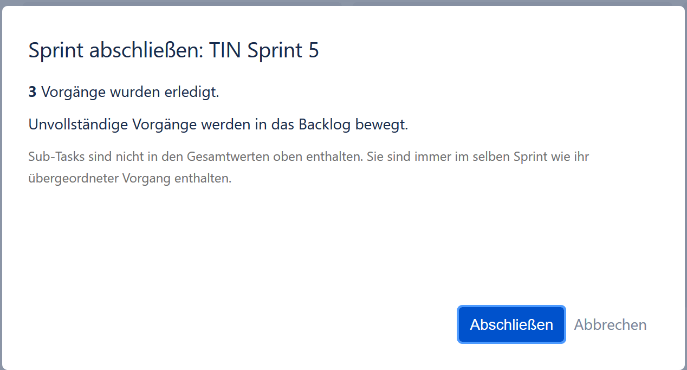 Sprint abschließen: TIN Sprint 5
3 Vorgänge wurden erledigt.
Unvollständige Vorgänge werden in das Backlog bewegt.
Sub-Tasks sind nicht in den Gesamtwerten oben enthalten. Sie sind immer im selben Sprint wie ihr
übergeordneter Vorgang enthalten.
Abschließen Abbrechen